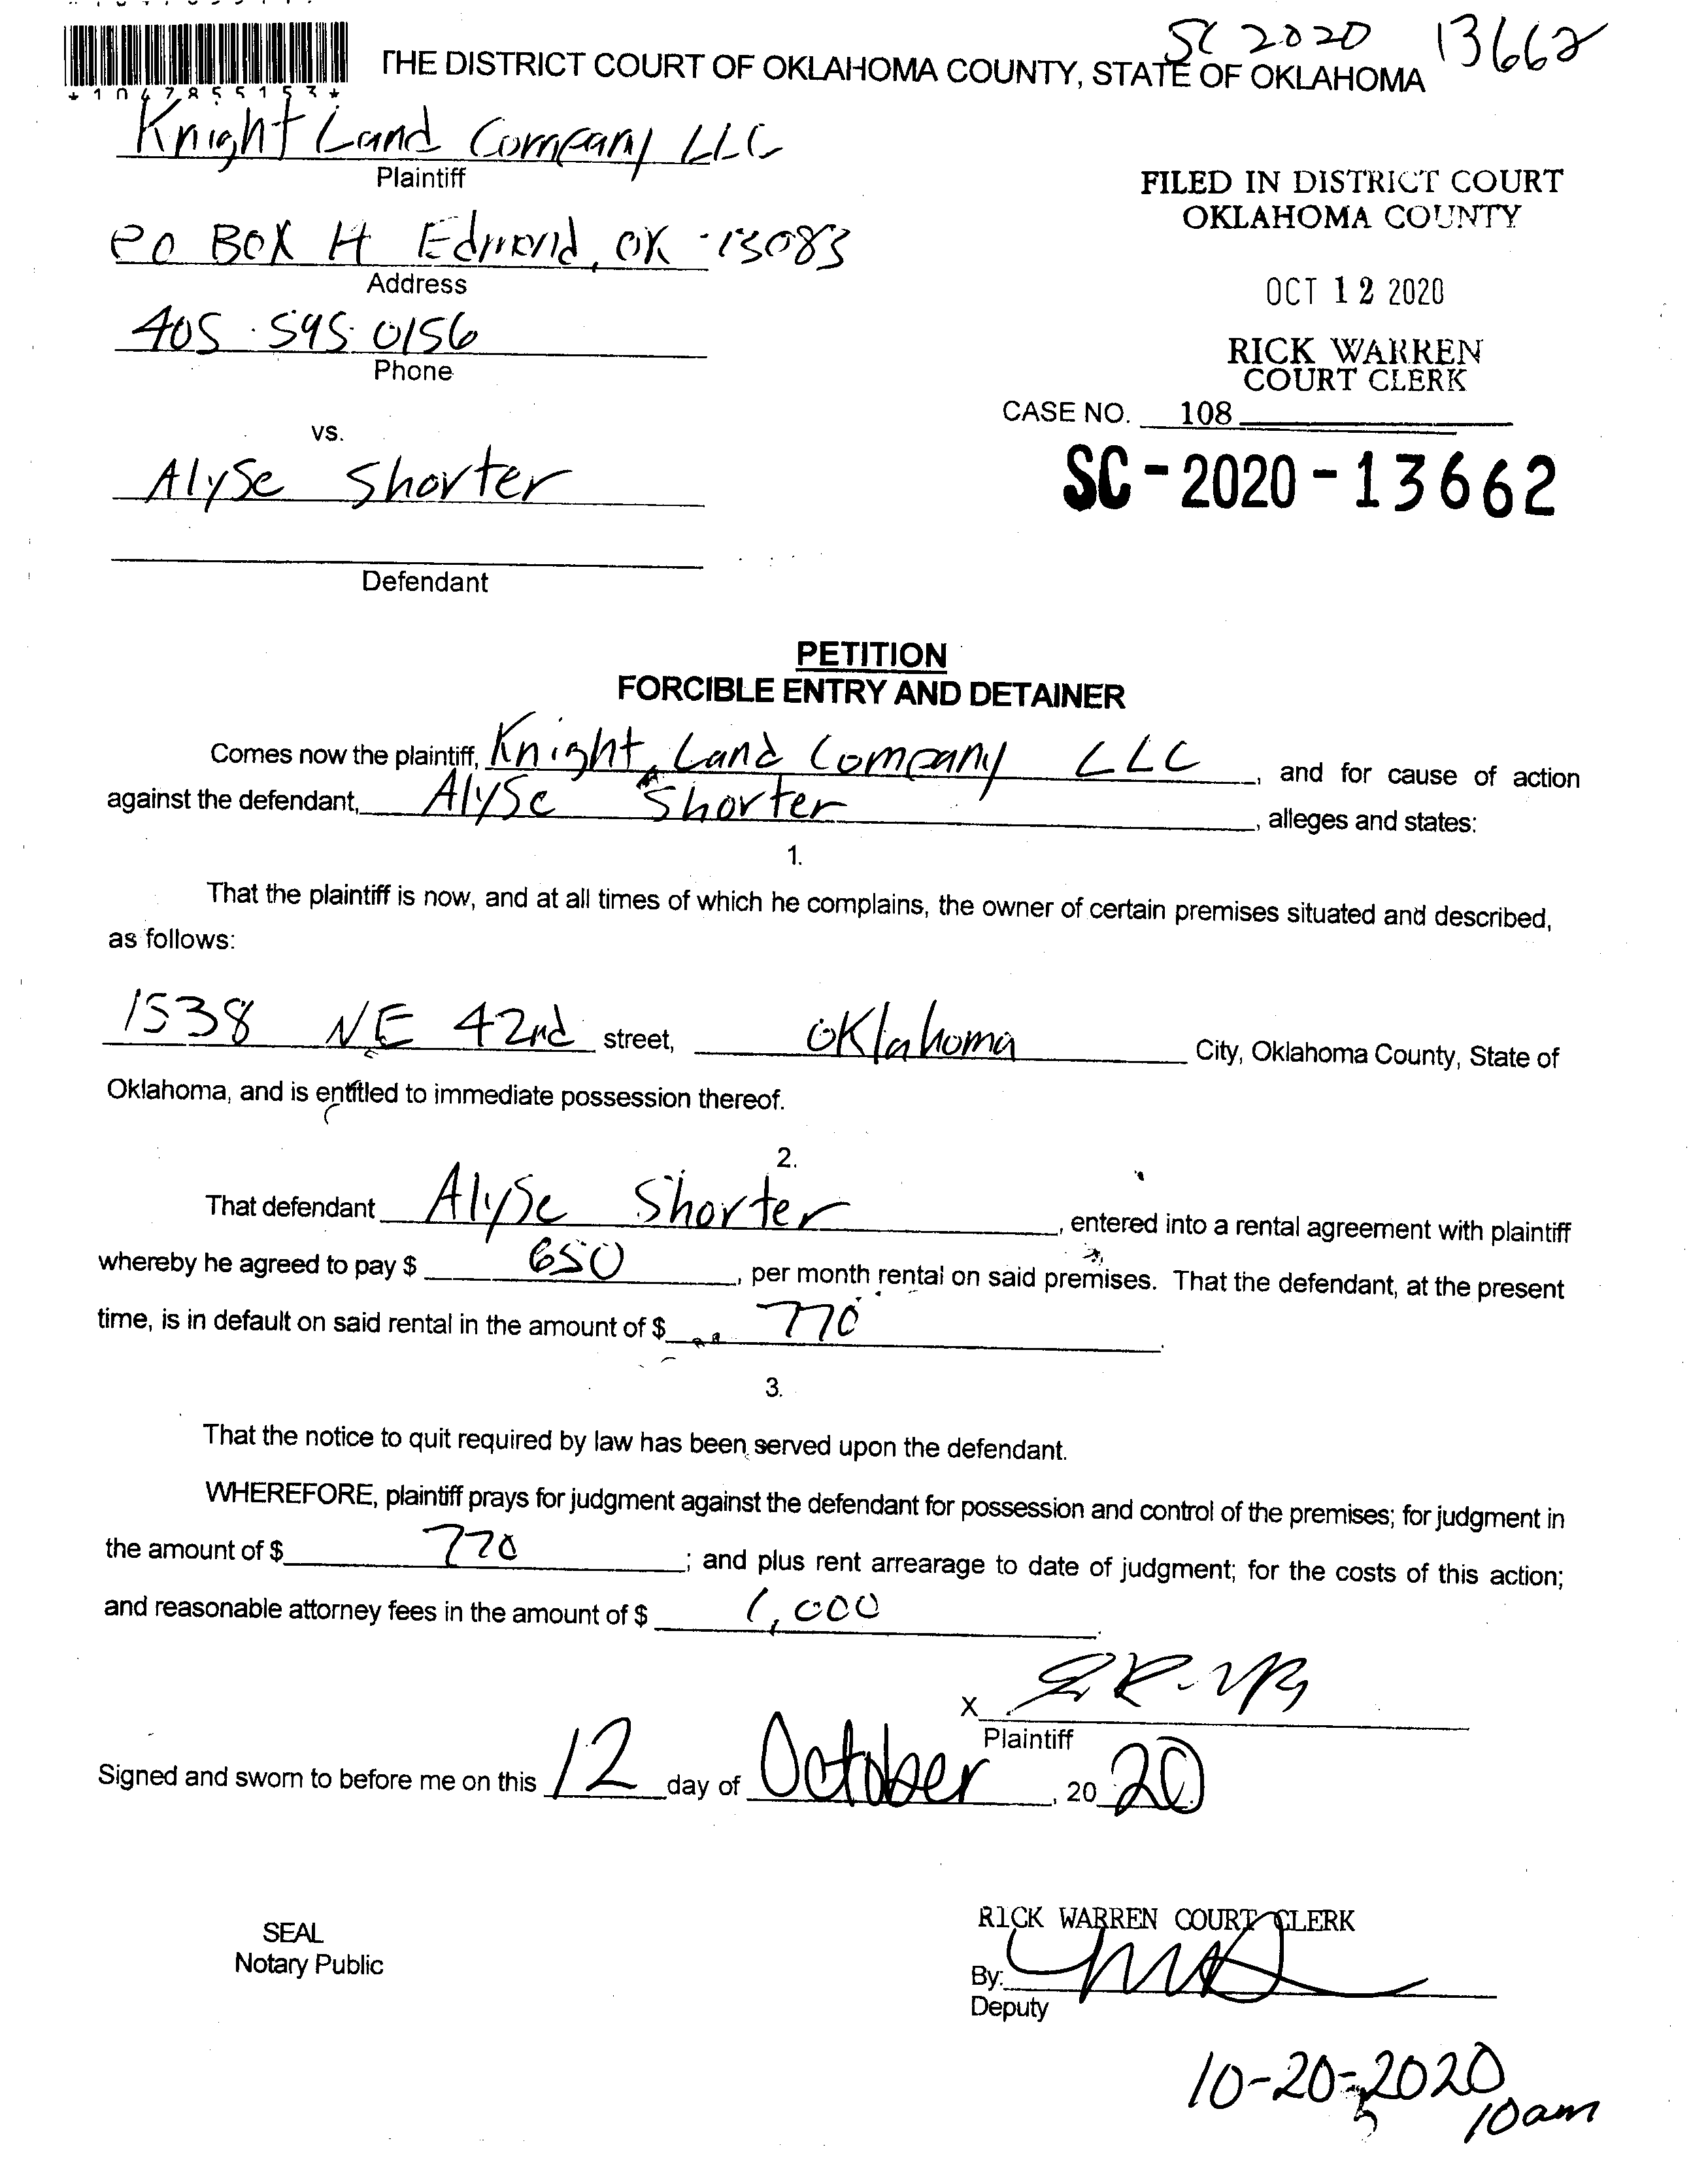 SC 2020 13662
*1047855153*
THE DISTRICT COURT OF OKLAHOMA COUNTY, STATE OF OKLAHOMA
Knight Land Company LLC
Plaintiff
FILED IN DISTRICT COURT
OKLAHOMA COUNTY
PO BOX H Edmond, OK 73083
Address
OCT 12 2020
405 595 0156
Phone
RICK WARREN
COURT CLERK
CASE NO. 108
vs.
Alyse Shorter
SC-2020-13662
Defendant
PETITION
FORCIBLE ENTRY AND DETAINER
Comes now the plaintiff, Knight Land Company LLC, and for cause of action
against the defendant, Alyse Shorter, alleges and states:
1.
That the plaintiff is now, and at all times of which he complains, the owner of certain premises situated and described,
as follows:
1538 NE 42nd street, Oklahoma City, Oklahoma County, State of
Oklahoma, and is entitled to immediate possession thereof.
2.
That defendant Alyse Shorter, entered into a rental agreement with plaintiff
whereby he agreed to pay $ 650, per month rental on said premises. That the defendant, at the present
time, is in default on said rental in the amount of $ 770.
3.
That the notice to quit required by law has been served upon the defendant.
WHEREFORE, plaintiff prays for judgment against the defendant for possession and control of the premises; for judgment in
the amount of $ 770; and plus rent arrearage to date of judgment; for the costs of this action;
and reasonable attorney fees in the amount of $ 1,000.
X
Plaintiff
Signed and sworn to before me on this 12 day of October, 20 20
SEAL
Notary Public
RICK WARREN COURT CLERK
By:
Deputy
10-20-2020
10am